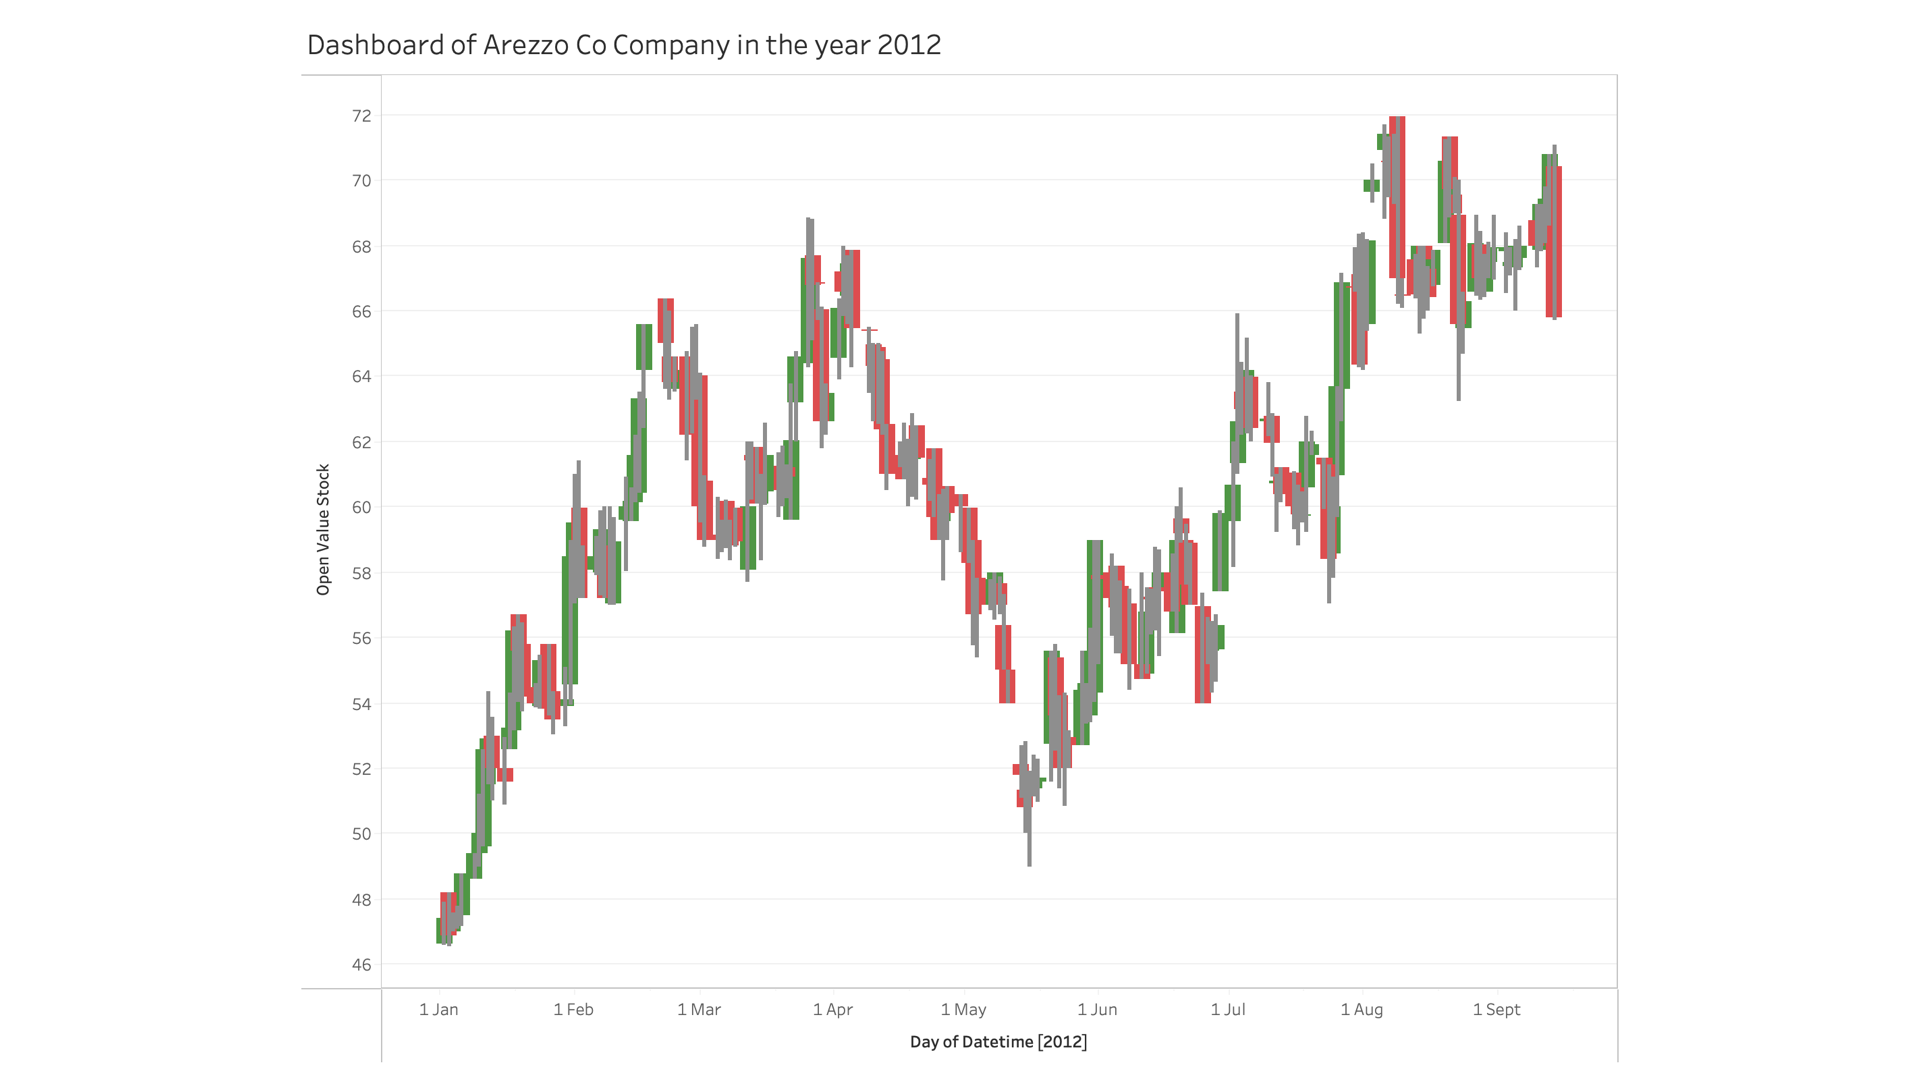 Dashboard of Arezzo Co Company in the year 2012
72
70
68
66
64
62
60
58
56
54
52
50
48
46
Open Value Stock
1 Jan
1 Feb
1 Mar
1 Apr
1 May
1 Jun
1 Jul
1 Aug
1 Sept
Day of Datetime [2012]